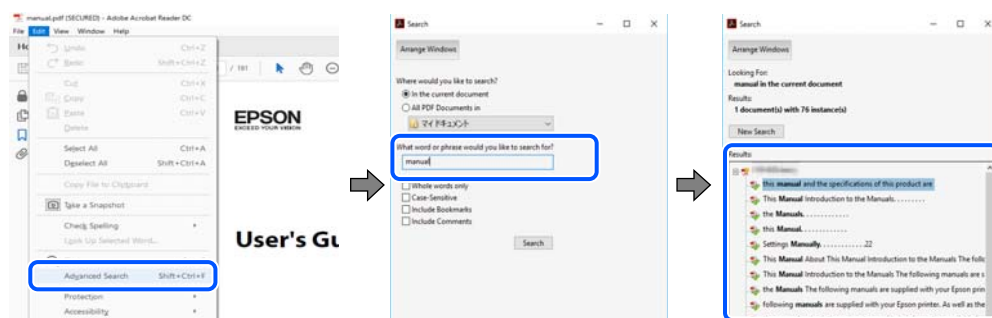 manual.pdf (SECURED) - Adobe Acrobat Reader DC
File Edit View Window Help
Undo Ctrl+Z
Redo Shift+Ctrl+Z
Cut Ctrl+X
Copy Ctrl+C
Paste Ctrl+V
Delete
Select All Ctrl+A
Deselect All Shift+Ctrl+A
Copy File to Clipboard
Take a Snapshot
Check Spelling
Look Up Selected Word...
Advanced Search Shift+Ctrl+F
Protection
Accessibility
/ 181
EPSON
EXCEED YOUR VISION
User's Gu
Search
Arrange Windows
Where would you like to search?
In the current document
All PDF Documents in
マイ ドキュメント
What word or phrase would you like to search for?
manual
Whole words only
Case-Sensitive
Include Bookmarks
Include Comments
Search
Search
Arrange Windows
Looking For:
manual in the current document
Results:
1 document(s) with 76 instance(s)
New Search
Results:
this manual and the specifications of this product are
This Manual Introduction to the Manuals. . . . . . . .
the Manuals. . . . . . . . . . . .
this Manual. . . . . . . . . . . .
Settings Manually. . . . . . . . . . . .22
This Manual About This Manual Introduction to the Manuals The follo
This Manual Introduction to the Manuals The following manuals are s
the Manuals The following manuals are supplied with your Epson prin
following manuals are supplied with your Epson printer. As well as the